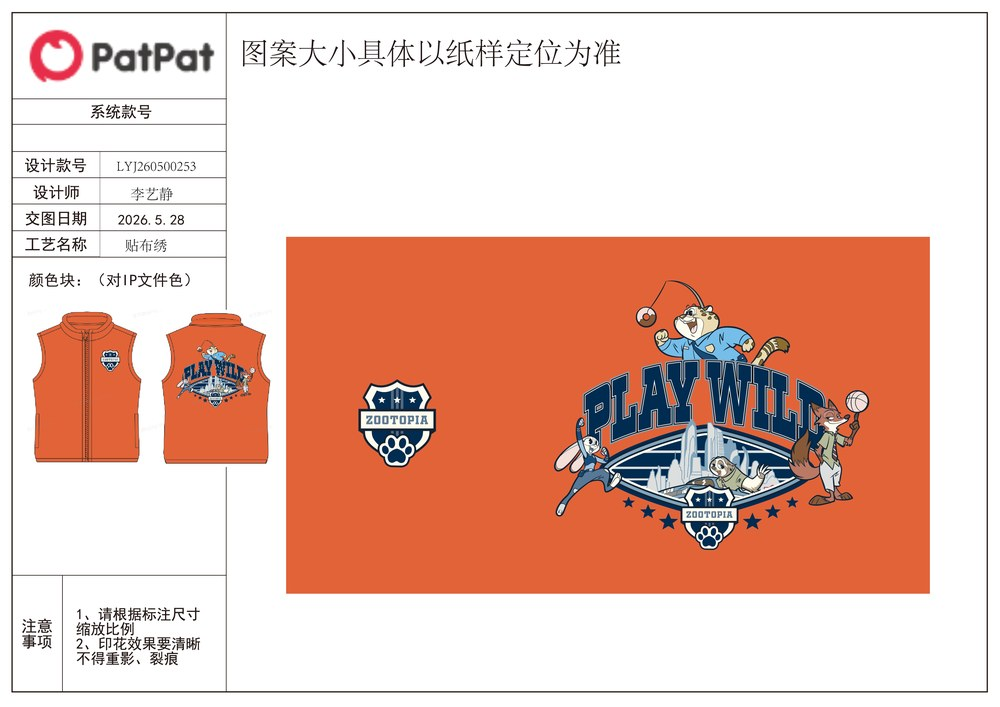 PatPat
图案大小具体以纸样定位为准
系统款号
设计款号 LYJ260500253
设计师 李艺静
交图日期 2026.5.28
工艺名称 贴布绣
颜色块：（对IP文件色）
ZOOTOPIA
PLAY WILD
ZOOTOPIA
PLAY WILD
ZOOTOPIA
注意
事项
1、请根据标注尺寸
缩放比例
2、印花效果要清晰
不得重影、裂痕